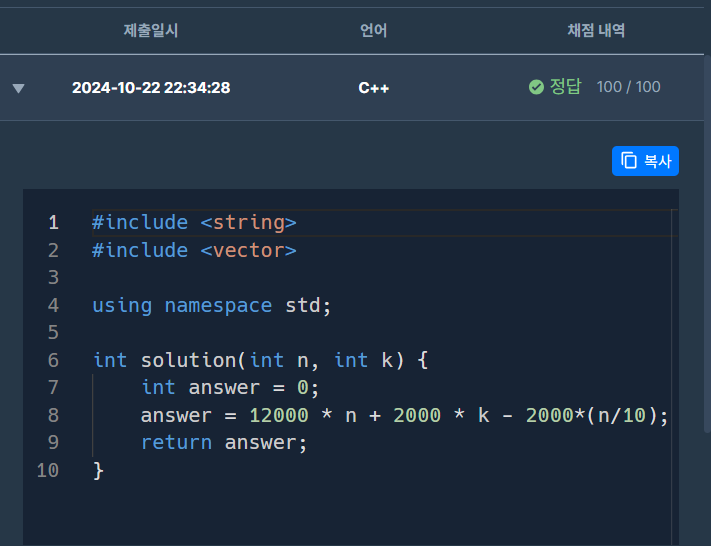 제출일시 언어 채점 내역
▼ 2024-10-22 22:34:28 C++ 정답 100 / 100
복사
1 #include <string>
2 #include <vector>
3
4 using namespace std;
5
6 int solution(int n, int k) {
7     int answer = 0;
8     answer = 12000 * n + 2000 * k - 2000*(n/10);
9     return answer;
10 }